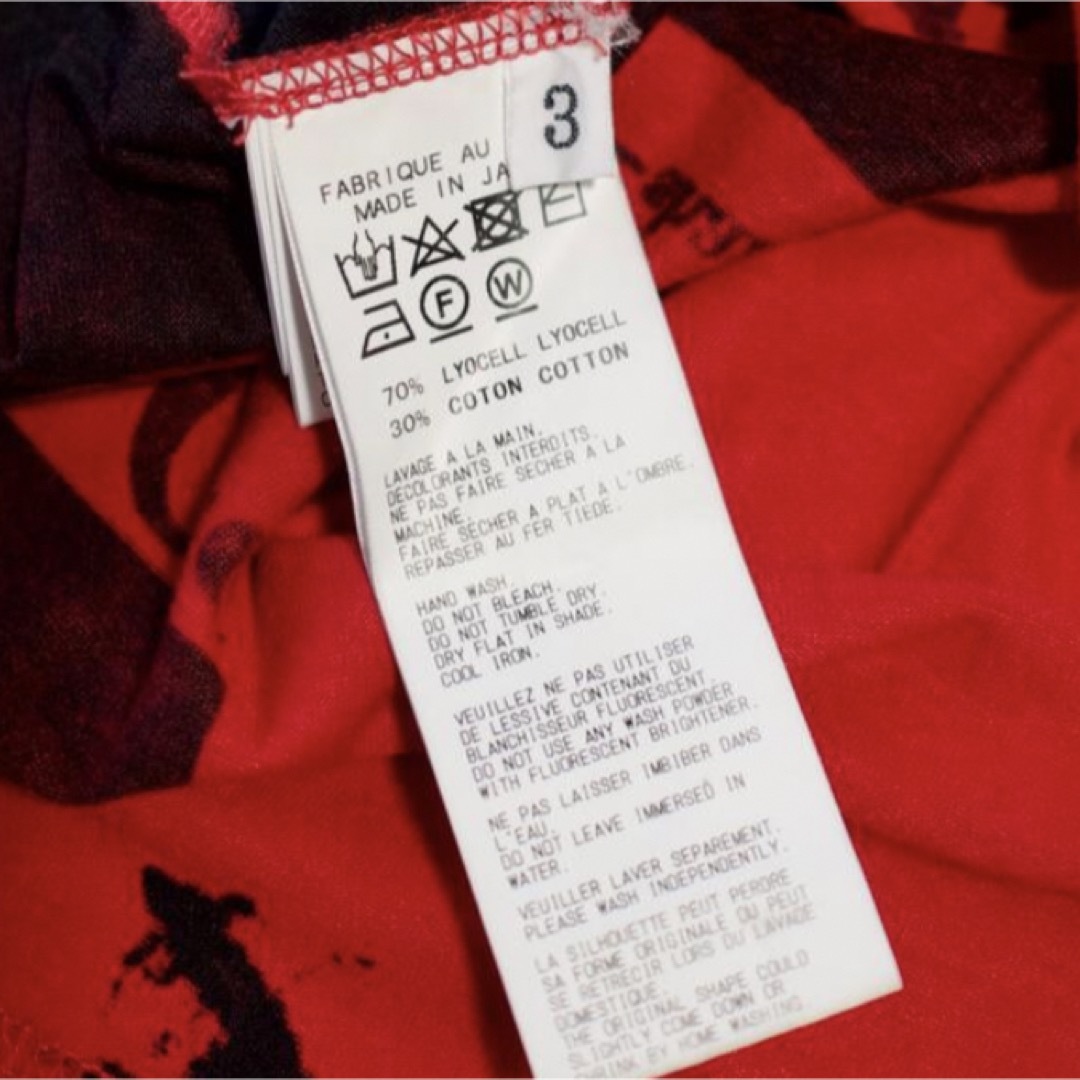 3
FABRIQUE AU
MADE IN JA
F
W
70% LYOCELL LYOCELL
30% COTON COTTON
LAVAGE A LA MAIN.
DECOLORANTS INTERDITS.
NE PAS FAIRE SECHER A LA
MACHINE.
FAIRE SECHER A PLAT A L'OMBRE.
REPASSER AU FER TIEDE.
HAND WASH.
DO NOT BLEACH.
DO NOT TUMBLE DRY.
DRY FLAT IN SHADE.
COOL IRON.
VEUILLEZ NE PAS UTILISER
DE LESSIVE CONTENANT DU
BLANCHISSEUR FLUORESCENT.
DO NOT USE ANY WASH POWDER
WITH FLUORESCENT BRIGHTENER.
NE PAS LAISSER IMBIBER DANS
L'EAU.
DO NOT LEAVE IMMERSED IN
WATER.
VEUILLER LAVER SEPAREMENT.
PLEASE WASH INDEPENDENTLY.
LA SILHOUETTE PEUT PERDRE
SA FORME ORIGINALE OU PEUT
SE RETRECIR LORS DU LAVAGE
DOMESTIQUE.
THE ORIGINAL SHAPE COULD
SLIGHTLY COME DOWN OR
BY HOME WASHING